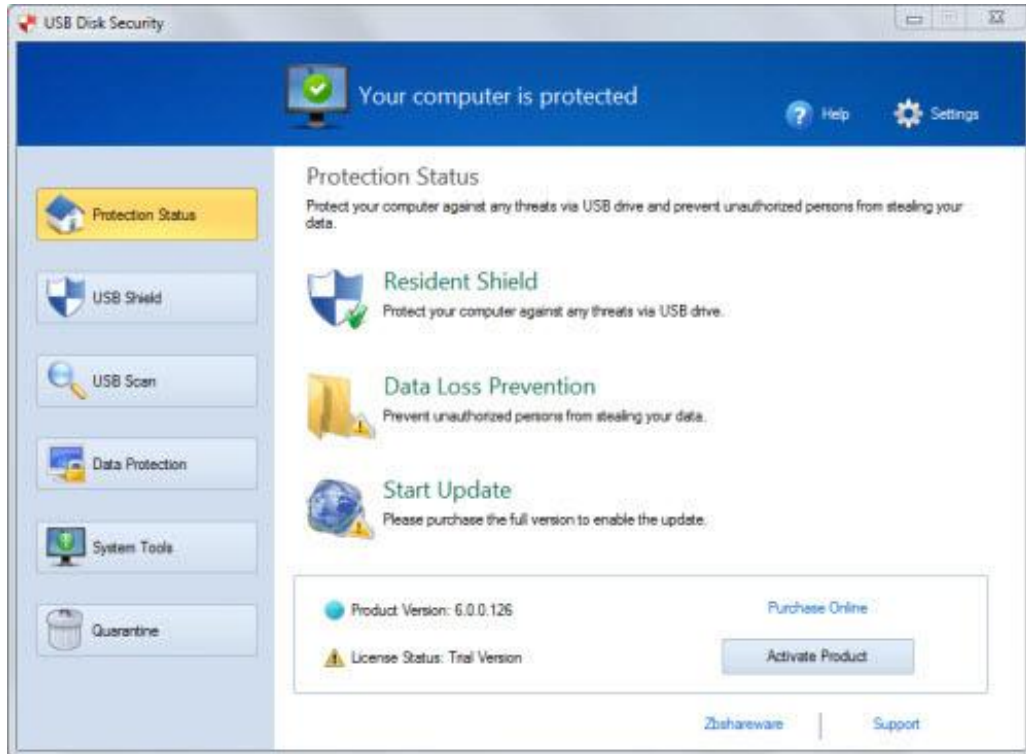 USB Disk Security
Your computer is protected
Help
Settings
Protection Status
USB Shield
USB Scan
Data Protection
System Tools
Quarantine
Protection Status
Protect your computer against any threats via USB drive and prevent unauthorized persons from stealing your
data.
Resident Shield
Protect your computer against any threats via USB drive.
Data Loss Prevention
Prevent unauthorized persons from stealing your data.
Start Update
Please purchase the full version to enable the update.
Product Version: 6.0.0.126
Purchase Online
License Status: Trial Version
Activate Product
Zbshareware
Support